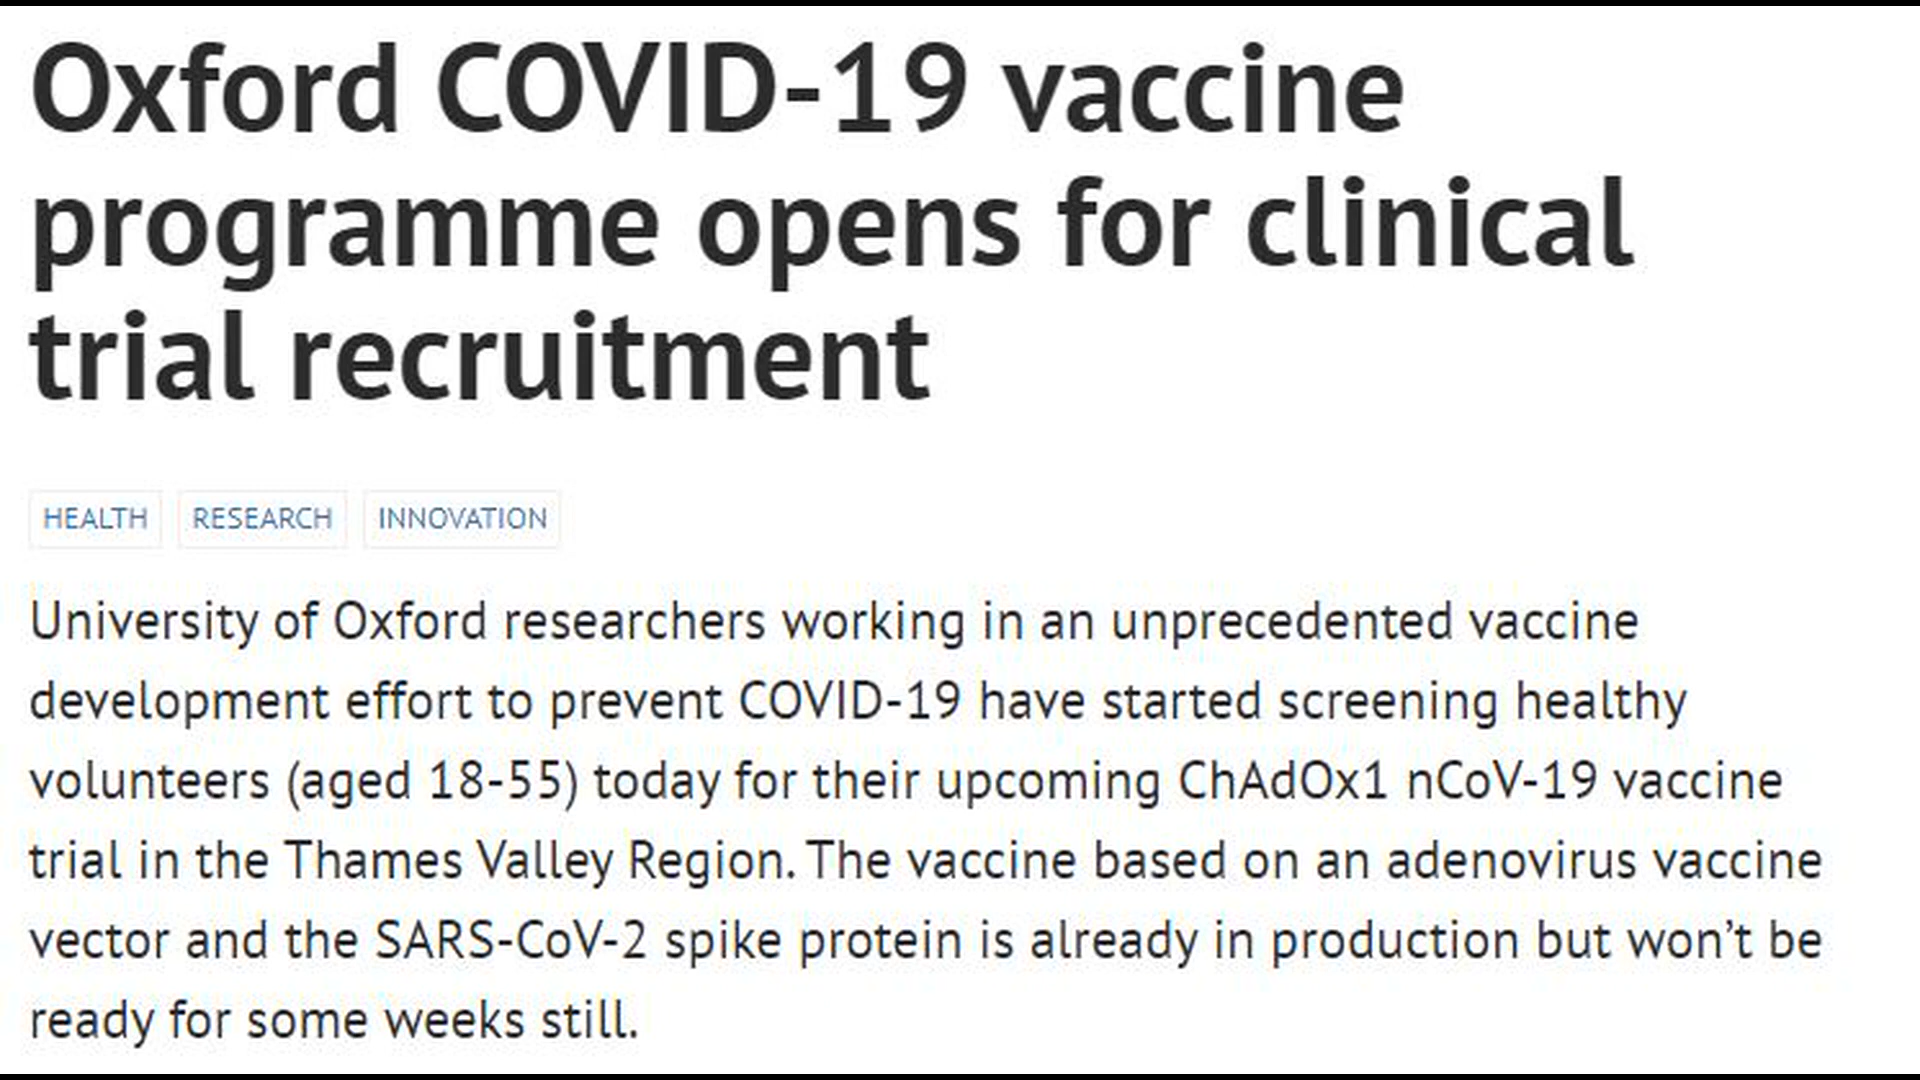 Oxford COVID-19 vaccine
programme opens for clinical
trial recruitment
HEALTH RESEARCH INNOVATION
University of Oxford researchers working in an unprecedented vaccine
development effort to prevent COVID-19 have started screening healthy
volunteers (aged 18-55) today for their upcoming ChAdOx1 nCoV-19 vaccine
trial in the Thames Valley Region. The vaccine based on an adenovirus vaccine
vector and the SARS-CoV-2 spike protein is already in production but won’t be
ready for some weeks still.